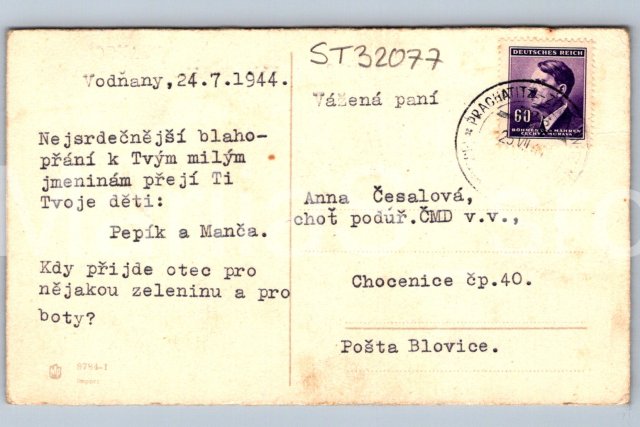 ST32077
Vodňany,24.7.1944.
Nejsrdečnější blaho-
přání k Tvým milým
jmeninám přejí Ti
Tvoje děti:
Pepík a Manča.
Kdy přijde otec pro
nějakou zeleninu a pro
boty?
8784-I
Import
Vážená paní
Anna Česalová,
choť podúř.ČMD v.v.,
Chocenice čp.40.
Pošta Blovice.
DEUTSCHES REICH
60
BÖHMEN UND MÄHREN
ČECHY A MORAVA
PRACHATITZ